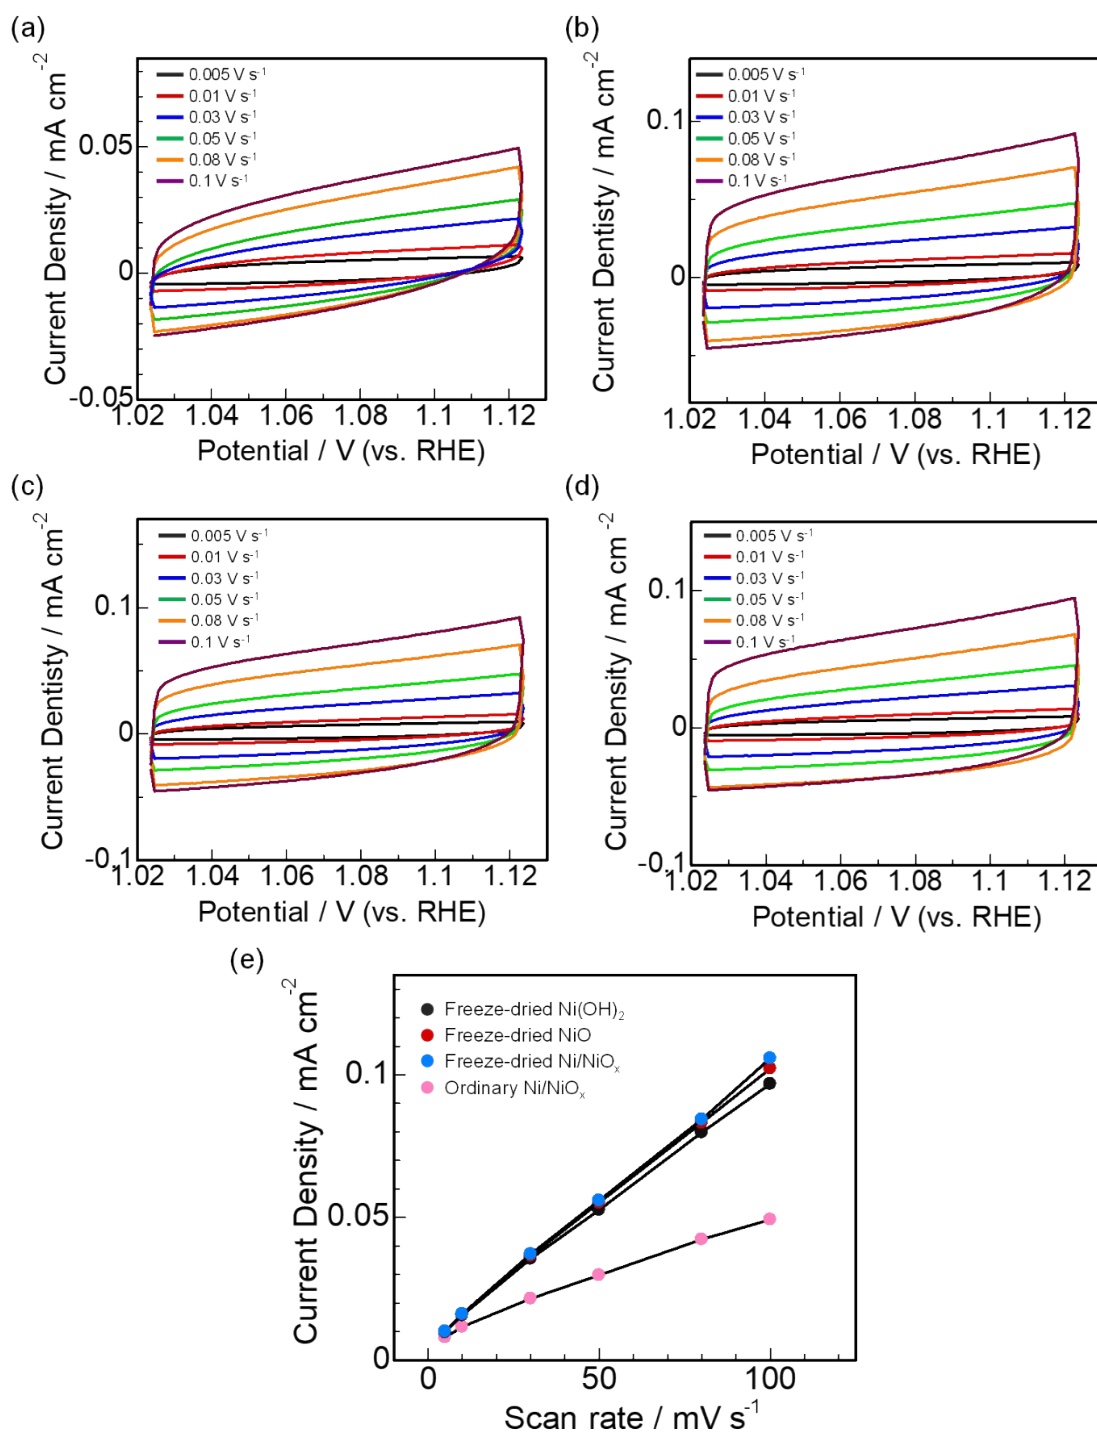 (a)
Current Density / mA cm⁻²
0.005 V s⁻¹
0.01 V s⁻¹
0.03 V s⁻¹
0.05 V s⁻¹
0.08 V s⁻¹
0.1 V s⁻¹
0.05
0
-0.05
1.02 1.04 1.06 1.08 1.1 1.12
Potential / V (vs. RHE)
(b)
Current Dentisty / mA cm⁻²
0.005 V s⁻¹
0.01 V s⁻¹
0.03 V s⁻¹
0.05 V s⁻¹
0.08 V s⁻¹
0.1 V s⁻¹
0.1
0
1.02 1.04 1.06 1.08 1.1 1.12
Potential / V (vs. RHE)
(c)
Current Dentisty / mA cm⁻²
0.005 V s⁻¹
0.01 V s⁻¹
0.03 V s⁻¹
0.05 V s⁻¹
0.08 V s⁻¹
0.1 V s⁻¹
0.1
0
-0.1
1.02 1.04 1.06 1.08 1.1 1.12
Potential / V (vs. RHE)
(d)
Current Density / mA cm⁻²
0.005 V s⁻¹
0.01 V s⁻¹
0.03 V s⁻¹
0.05 V s⁻¹
0.08 V s⁻¹
0.1 V s⁻¹
0.1
0
-0.1
1.02 1.04 1.06 1.08 1.1 1.12
Potential / V (vs. RHE)
(e)
Current Density / mA cm⁻²
Freeze-dried Ni(OH)₂
Freeze-dried NiO
Freeze-dried Ni/NiOₓ
Ordinary Ni/NiOₓ
0.1
0.05
0
0 50 100
Scan rate / mV s⁻¹